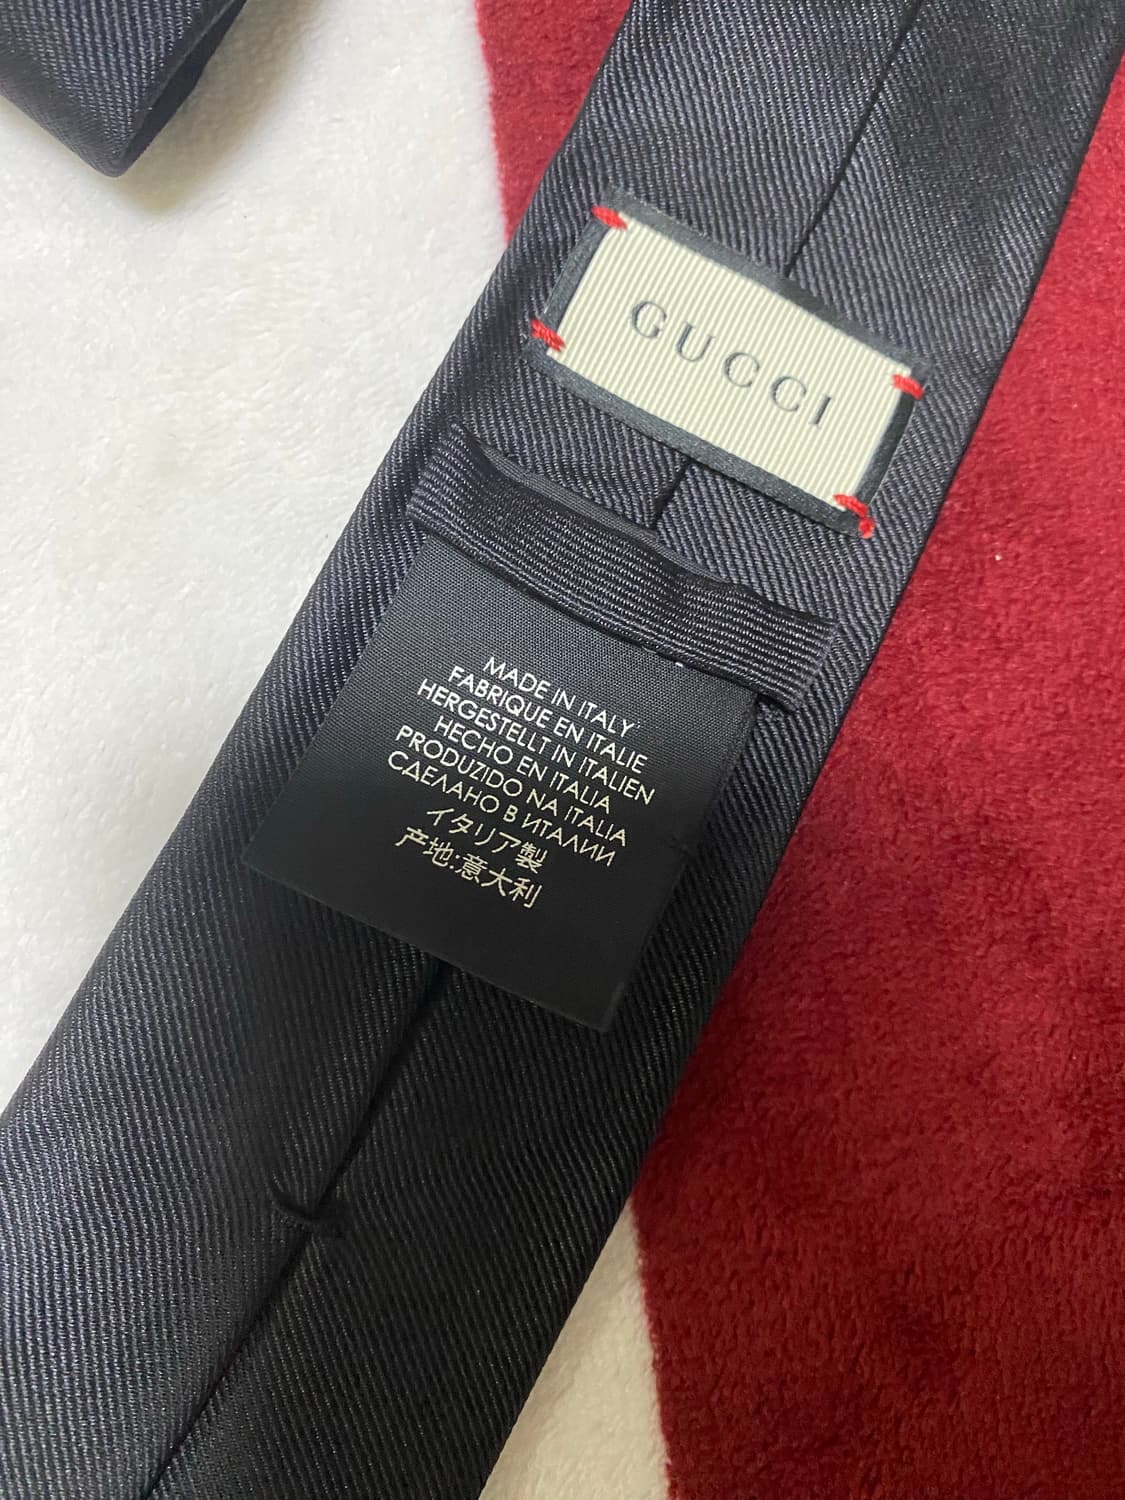 GUCCI
MADE IN ITALY
FABRIQUE EN ITALIE
HERGESTELLT IN ITALIEN
HECHO EN ITALIA
PRODUZIDO NA ITALIA
СДЕЛАНО В ИТАЛИИ
イタリア製
产地:意大利